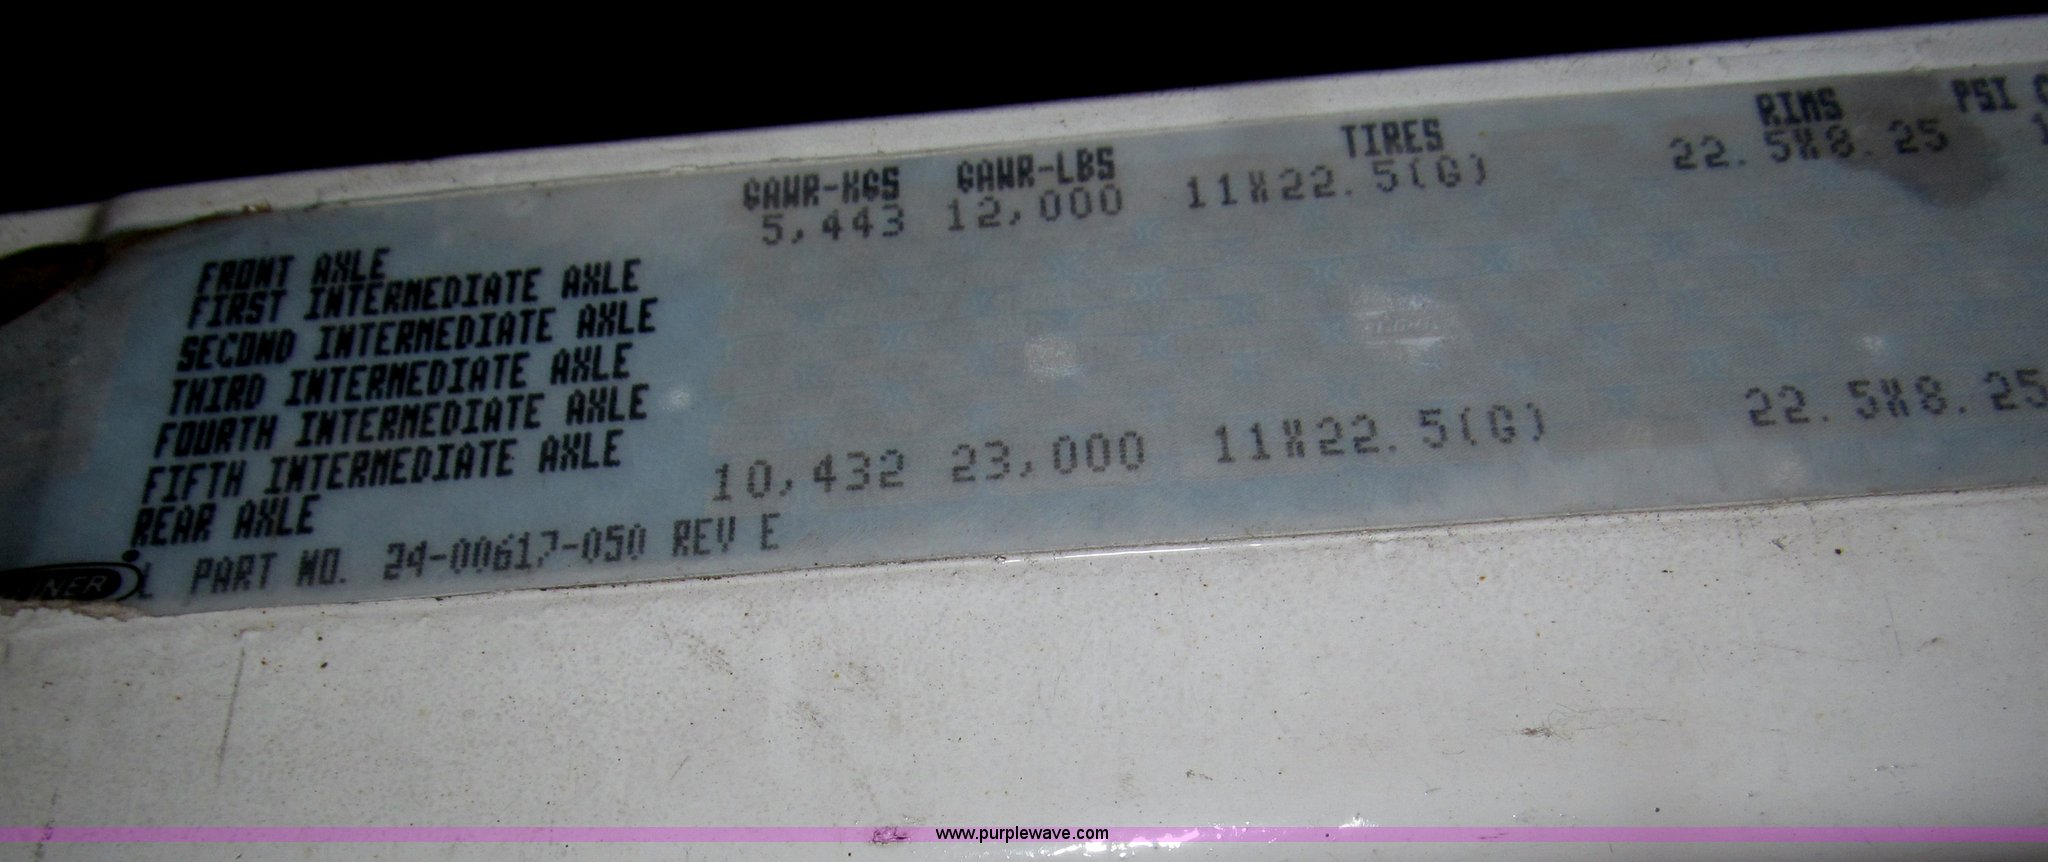 GAWR-KGS GAWR-LBS TIRES RIMS PSI
FRONT AXLE 5,443 12,000 11X22.5(G) 22.5X8.25
FIRST INTERMEDIATE AXLE
SECOND INTERMEDIATE AXLE
THIRD INTERMEDIATE AXLE
FOURTH INTERMEDIATE AXLE
FIFTH INTERMEDIATE AXLE
REAR AXLE 10,432 23,000 11X22.5(G) 22.5X8.25
PART NO. 24-00617-050 REV E
www.purplewave.com